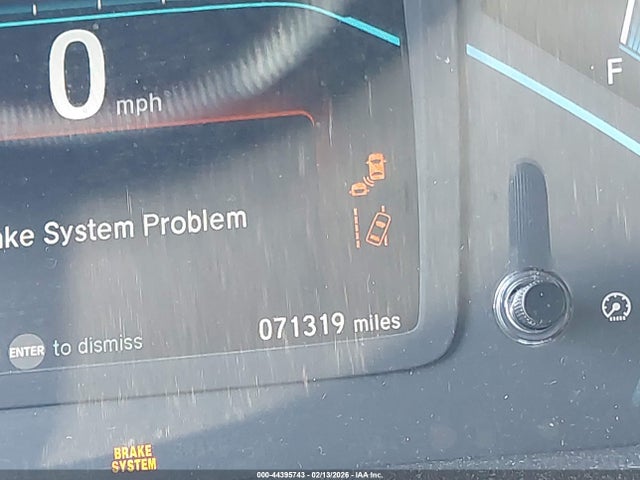 0 mph
F
ake System Problem
071319 miles
ENTER to dismiss
BRAKE
SYSTEM
000-44395743 - 02/13/2026 - IAA Inc.